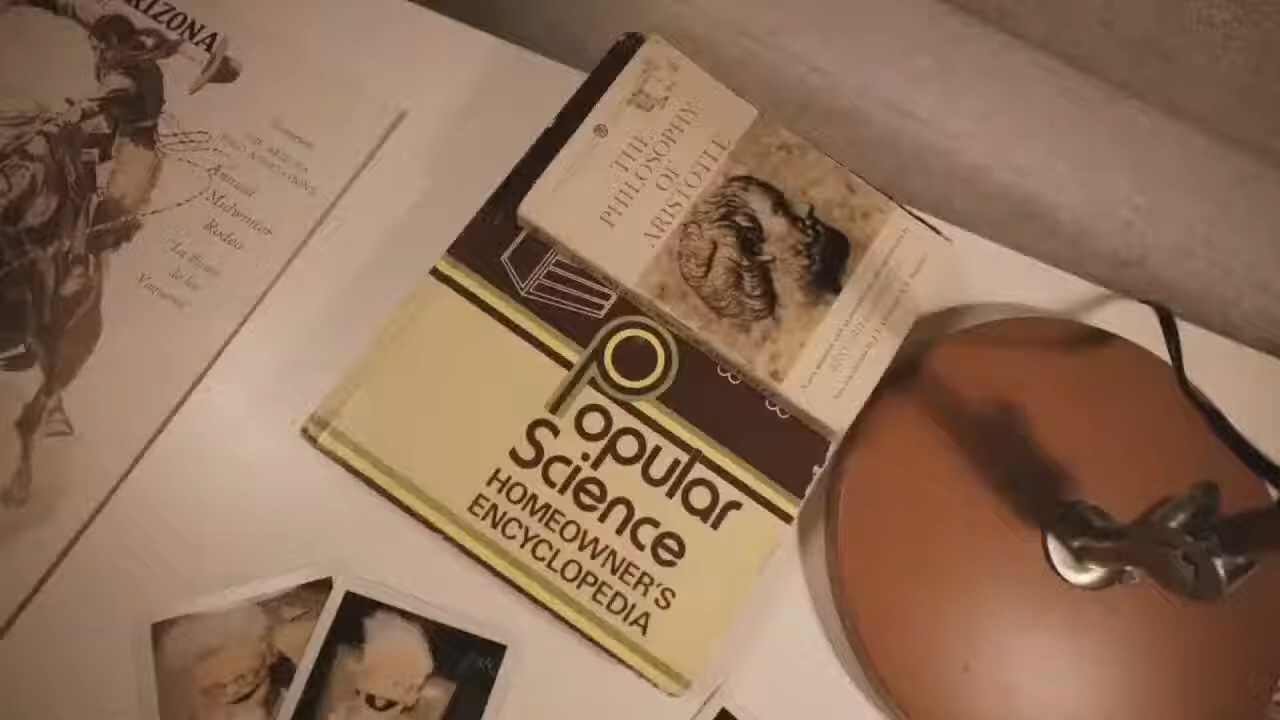 ARIZONA
Annual
Midwinter
Rodeo
La Fiesta
de los
Vaqueros
THE
PHILOSOPHY
OF
ARISTOTLE
Popular
Science
HOMEOWNER'S
ENCYCLOPEDIA